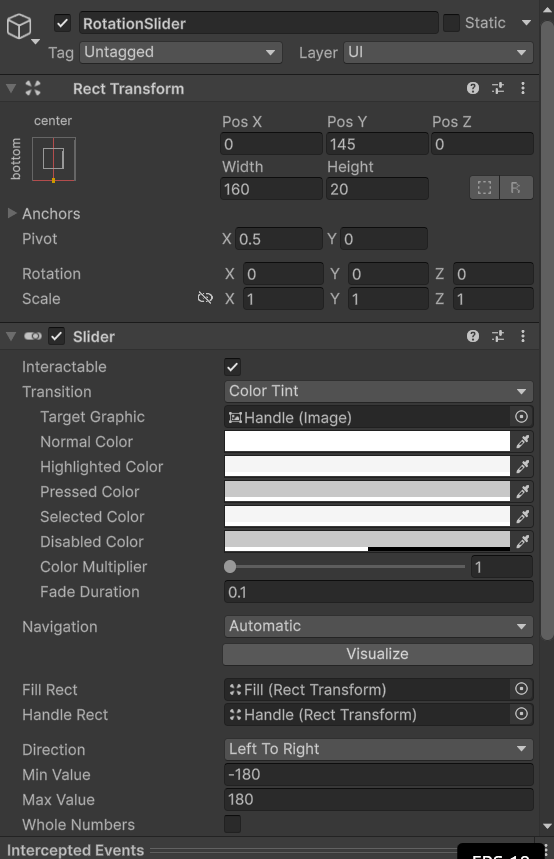 RotationSlider Static
Tag Untagged Layer UI
Rect Transform
center
bottom
Pos X Pos Y Pos Z
0 145 0
Width Height
160 20
R
Anchors
Pivot X 0.5 Y 0
Rotation X 0 Y 0 Z 0
Scale X 1 Y 1 Z 1
Slider
Interactable
Transition Color Tint
Target Graphic Handle (Image)
Normal Color
Highlighted Color
Pressed Color
Selected Color
Disabled Color
Color Multiplier 1
Fade Duration 0.1
Navigation Automatic
Visualize
Fill Rect Fill (Rect Transform)
Handle Rect Handle (Rect Transform)
Direction Left To Right
Min Value -180
Max Value 180
Whole Numbers
Intercepted Events